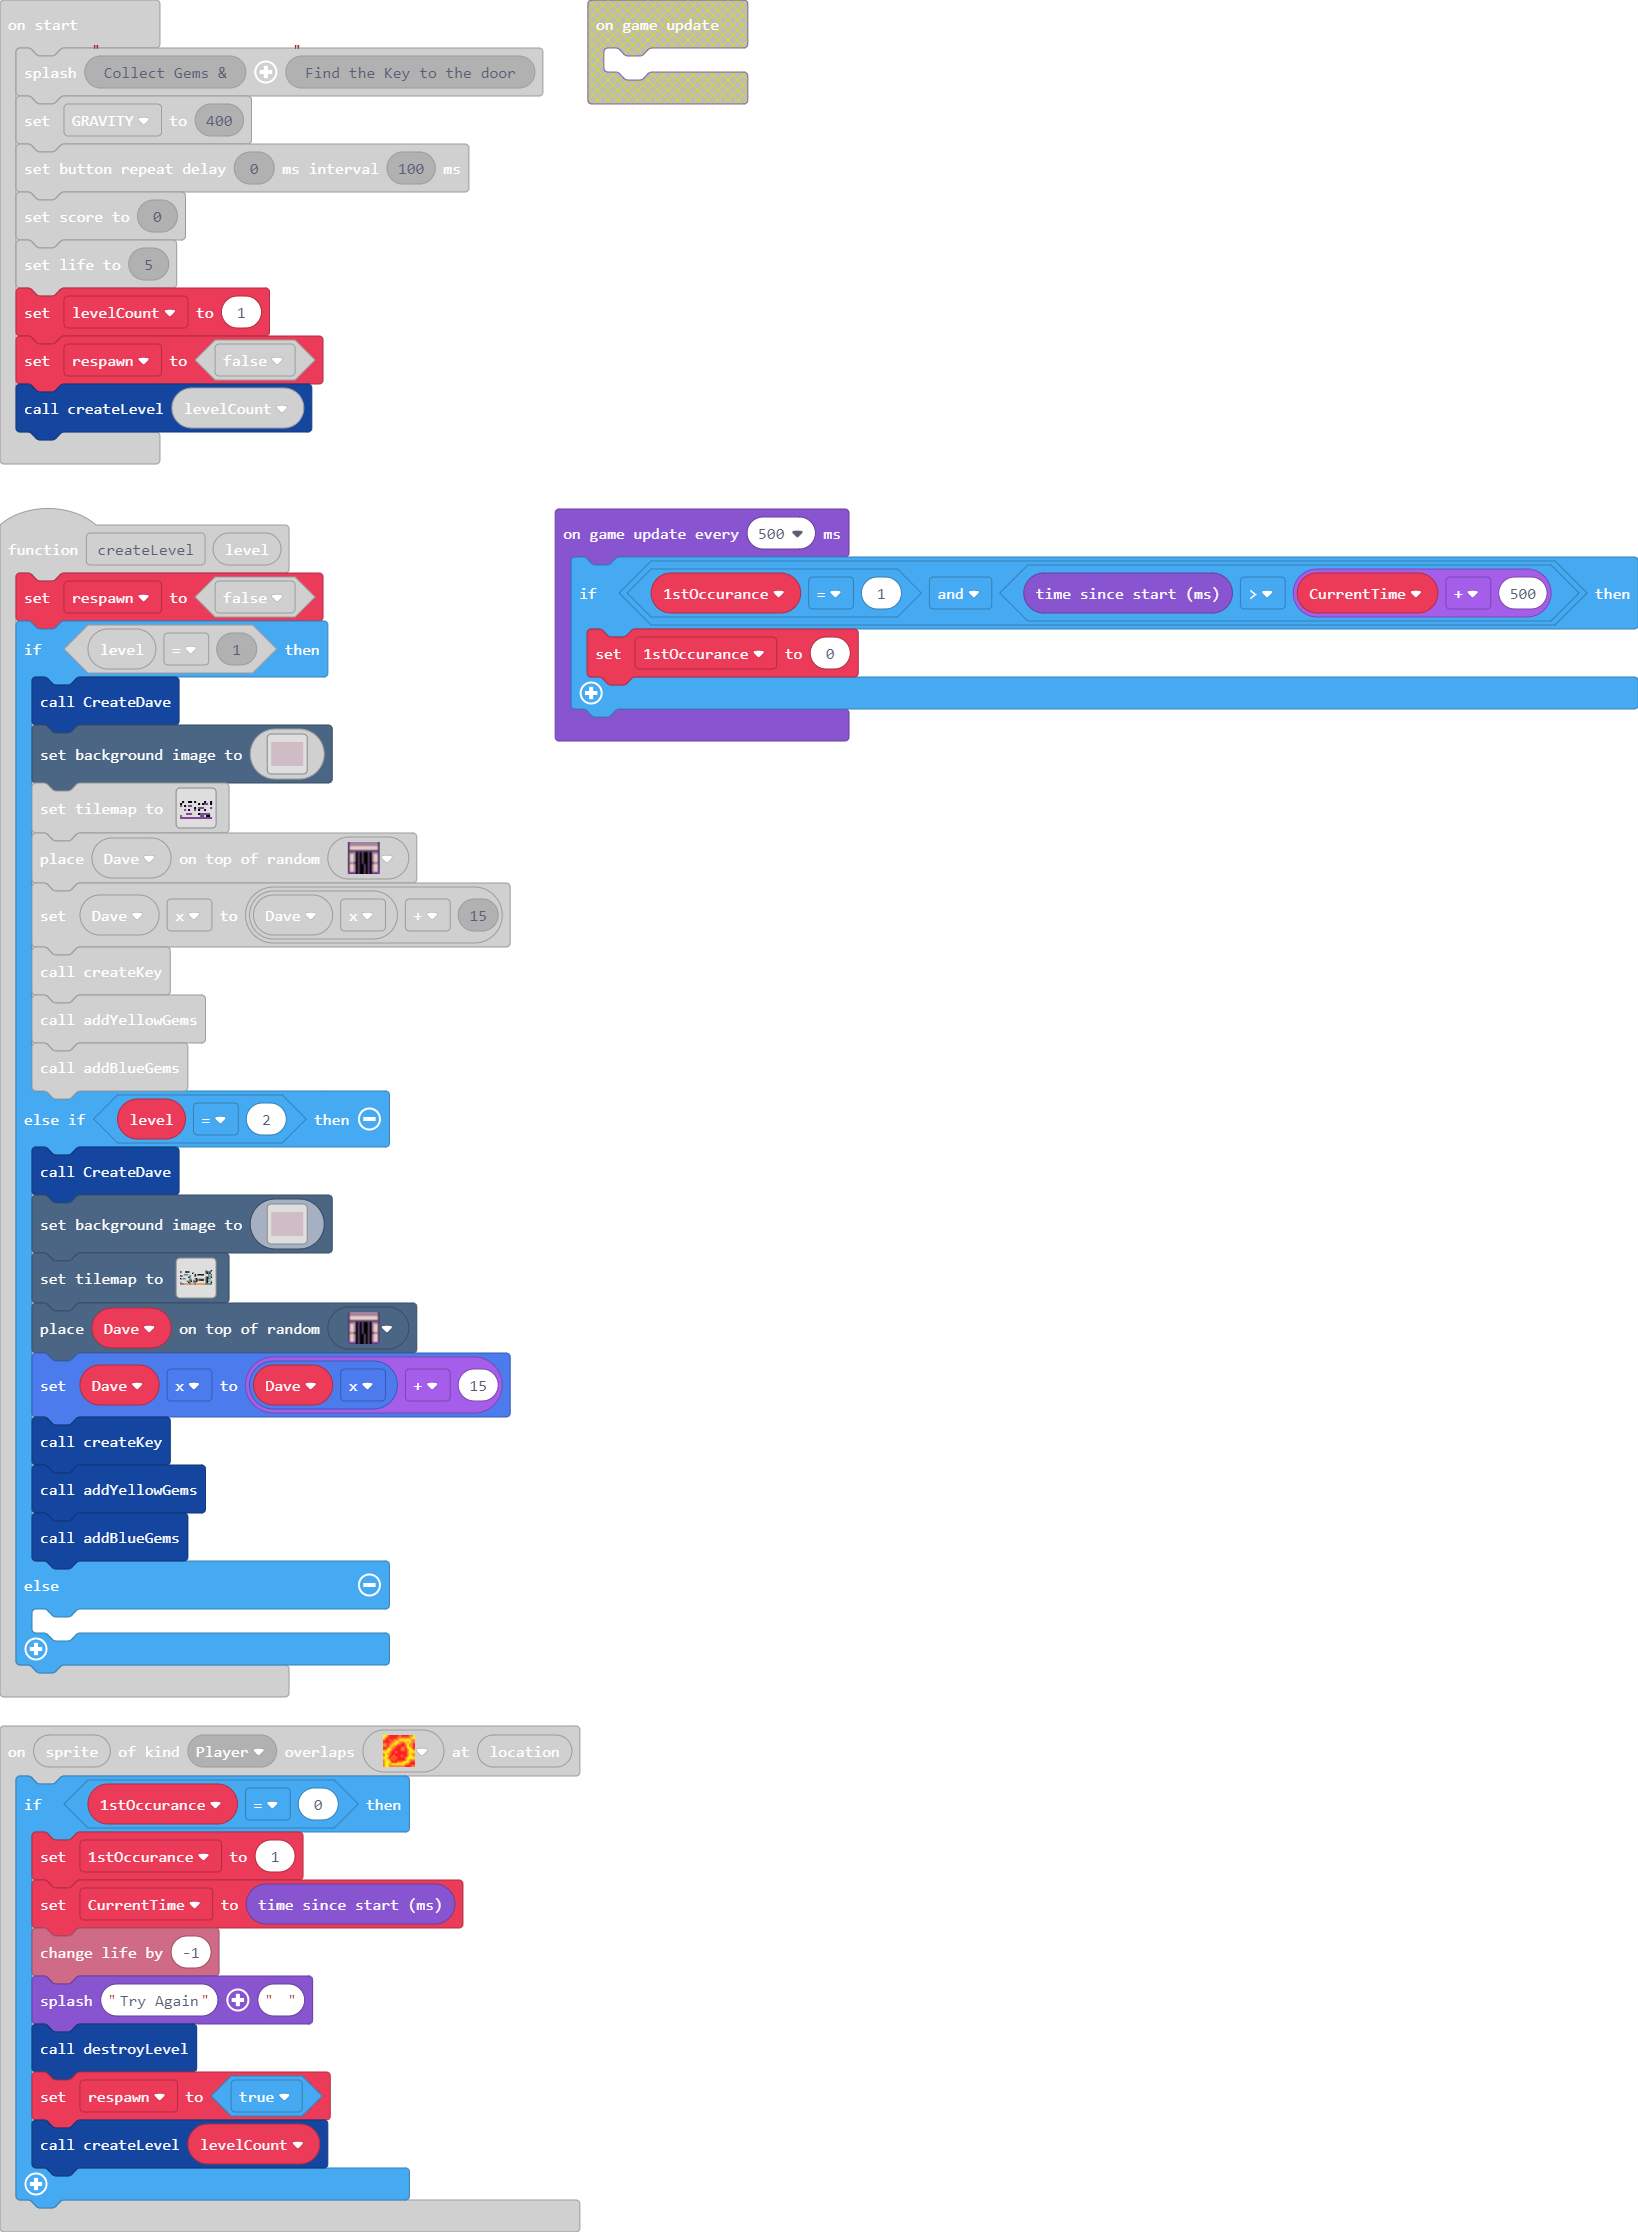 on start
splash "Collect Gems &" "Find the Key to the door"
set GRAVITY to 400
set button repeat delay 0 ms interval 100 ms
set score to 0
set life to 5
set levelCount to 1
set respawn to false
call createLevel levelCount
on game update
function createLevel level
set respawn to false
if level = 1 then
call CreateDave
set background image to
set tilemap to
place Dave on top of random
set Dave x to Dave x + 15
call createKey
call addYellowGems
call addBlueGems
else if level = 2 then
call CreateDave
set background image to
set tilemap to
place Dave on top of random
set Dave x to Dave x + 15
call createKey
call addYellowGems
call addBlueGems
else
on game update every 500 ms
if 1stOccurance = 1 and time since start (ms) > CurrentTime + 500 then
set 1stOccurance to 0
on sprite of kind Player overlaps at location
if 1stOccurance = 0 then
set 1stOccurance to 1
set CurrentTime to time since start (ms)
change life by -1
splash "Try Again" " "
call destroyLevel
set respawn to true
call createLevel levelCount